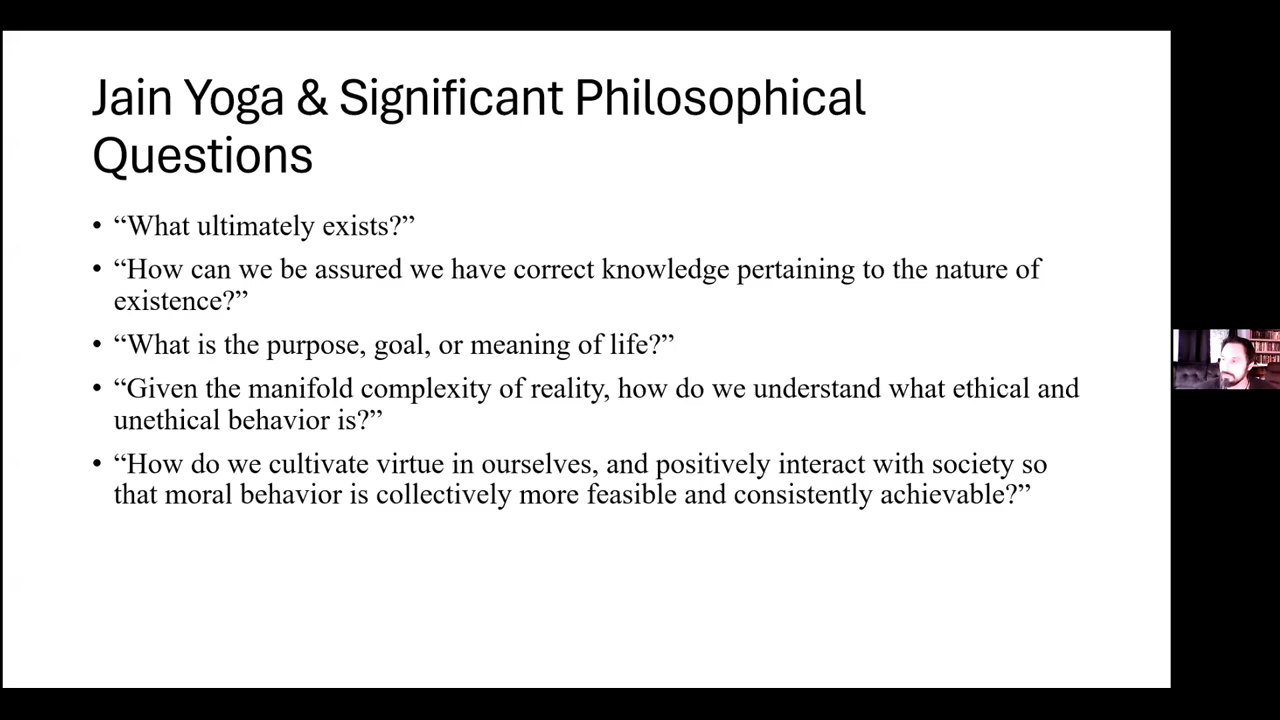 Jain Yoga & Significant Philosophical
Questions
• “What ultimately exists?”
• “How can we be assured we have correct knowledge pertaining to the nature of
existence?”
• “What is the purpose, goal, or meaning of life?”
• “Given the manifold complexity of reality, how do we understand what ethical and
unethical behavior is?”
• “How do we cultivate virtue in ourselves, and positively interact with society so
that moral behavior is collectively more feasible and consistently achievable?”